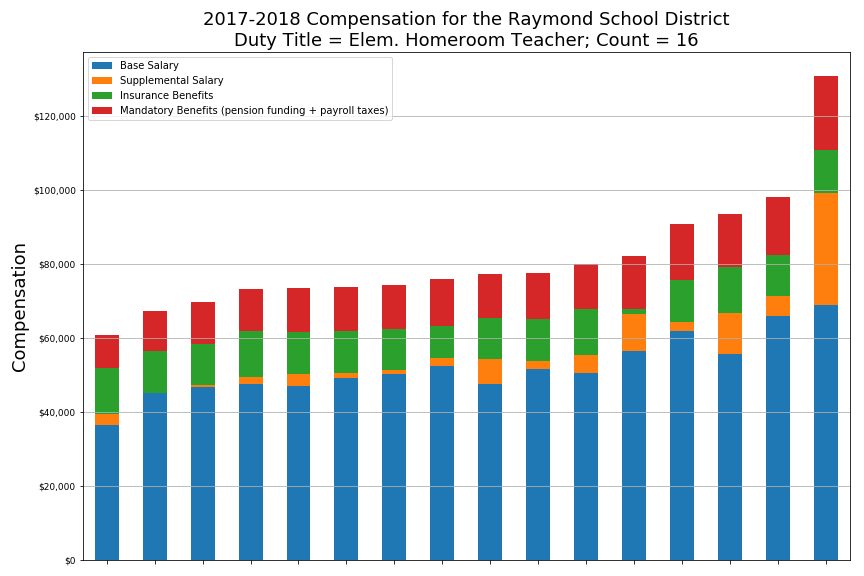 2017-2018 Compensation for the Raymond School District
Duty Title = Elem. Homeroom Teacher; Count = 16
Base Salary
Supplemental Salary
Insurance Benefits
Mandatory Benefits (pension funding + payroll taxes)
$120,000
$100,000
$80,000
$60,000
$40,000
$20,000
$0
Compensation